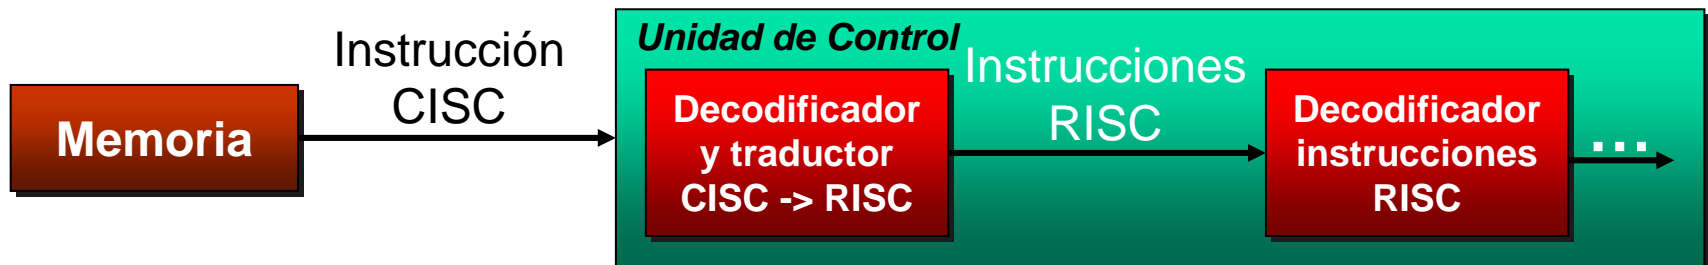 Memoria
Instrucción
CISC
Unidad de Control
Decodificador
y traductor
CISC -> RISC
Instrucciones
RISC
Decodificador
instrucciones
RISC
...